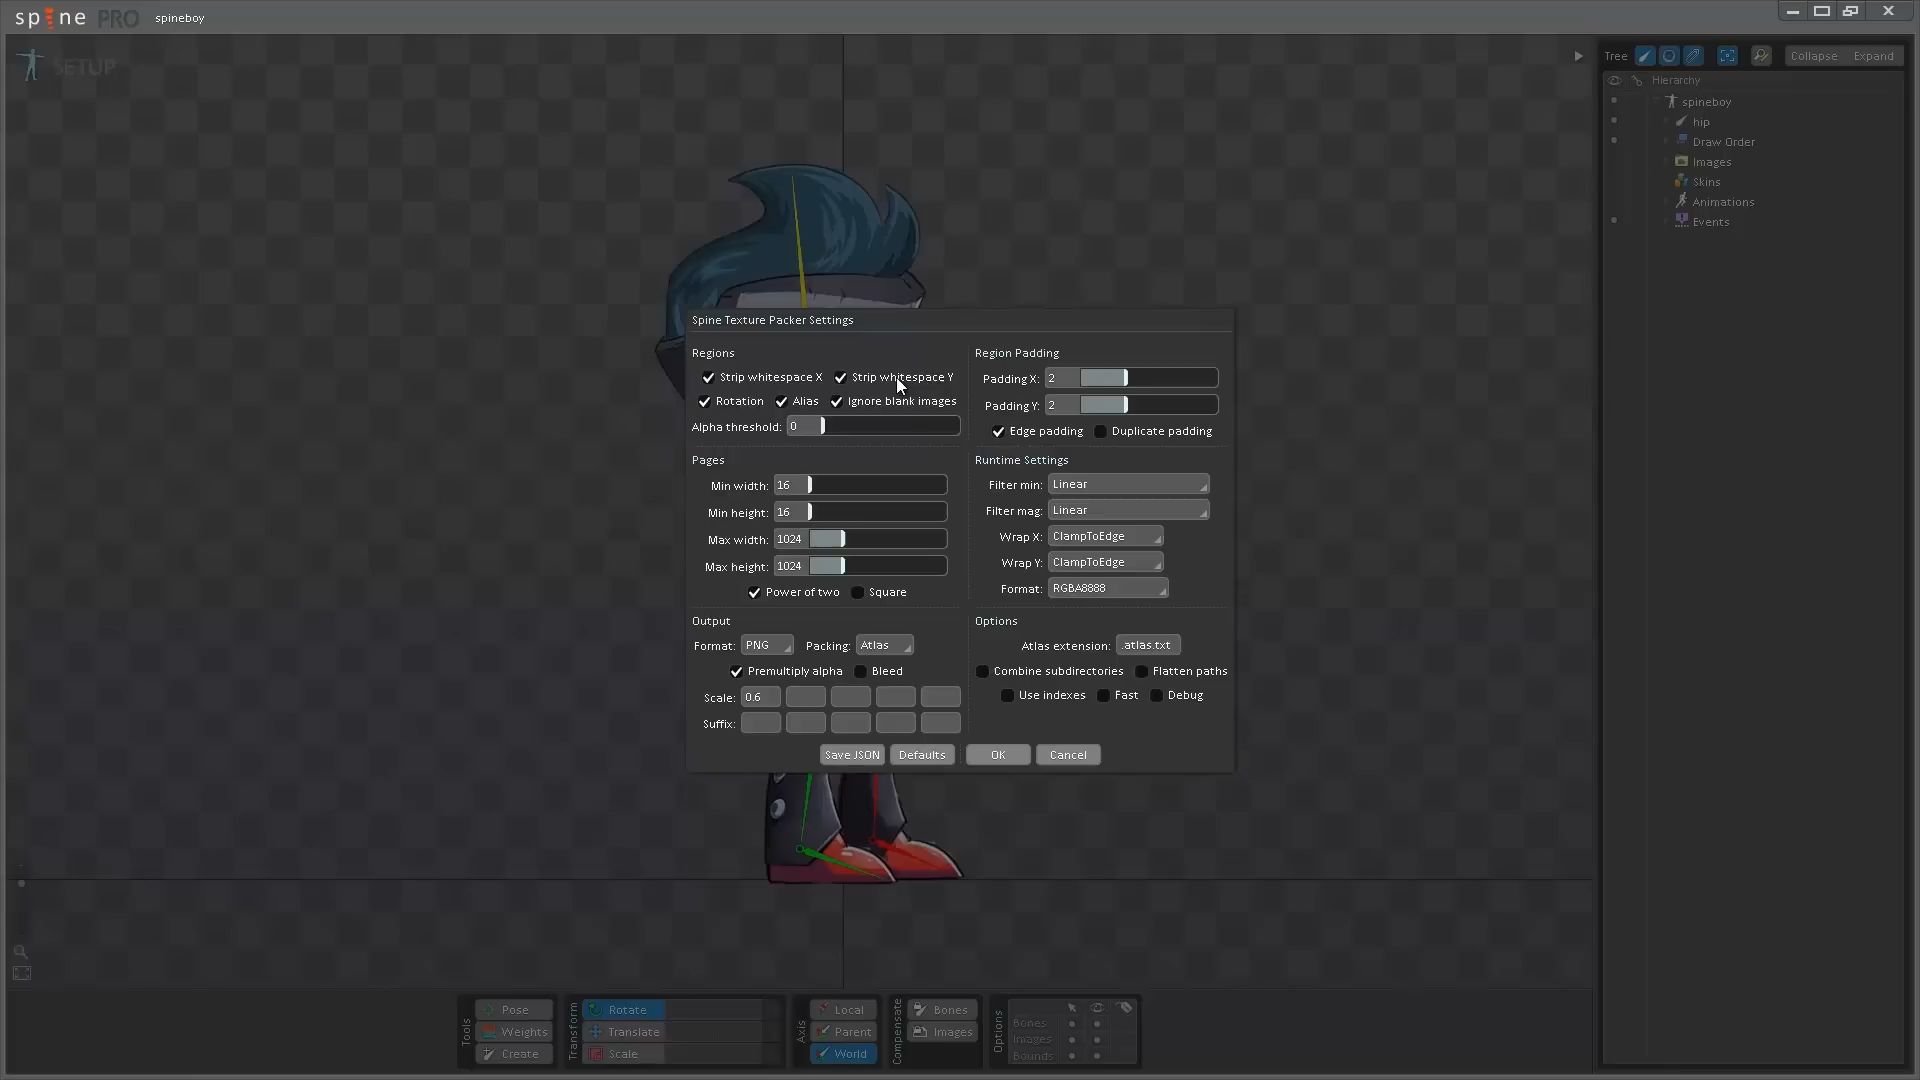 spine PRO spineboy
SETUP
Tree Collapse Expand
Hierarchy
spineboy
hip
Draw Order
Images
Skins
Animations
Events
Spine Texture Packer Settings
Regions
Strip whitespace X Strip whitespace Y
Rotation Alias Ignore blank images
Alpha threshold: 0
Region Padding
Padding X: 2
Padding Y: 2
Edge padding Duplicate padding
Pages
Min width: 16
Min height: 16
Max width: 1024
Max height: 1024
Power of two Square
Runtime Settings
Filter min: Linear
Filter mag: Linear
Wrap X: ClampToEdge
Wrap Y: ClampToEdge
Format: RGBA8888
Output
Format: PNG Packing: Atlas
Premultiply alpha Bleed
Scale: 0.6
Suffix:
Options
Atlas extension: .atlas.txt
Combine subdirectories Flatten paths
Use indexes Fast Debug
Save JSON Defaults OK Cancel
Tools
Pose
Weights
Create
Transform
Rotate
Translate
Scale
Axis
Local
Parent
World
Compensate
Bones
Images
Options
Bones
Images
Bounds